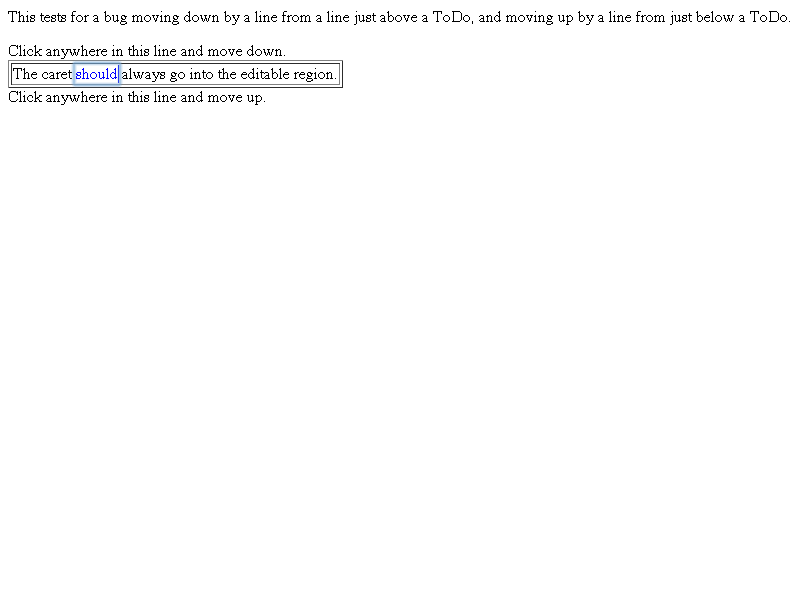 This tests for a bug moving down by a line from a line just above a ToDo, and moving up by a line from just below a ToDo.
Click anywhere in this line and move down.
The caret should always go into the editable region.
Click anywhere in this line and move up.